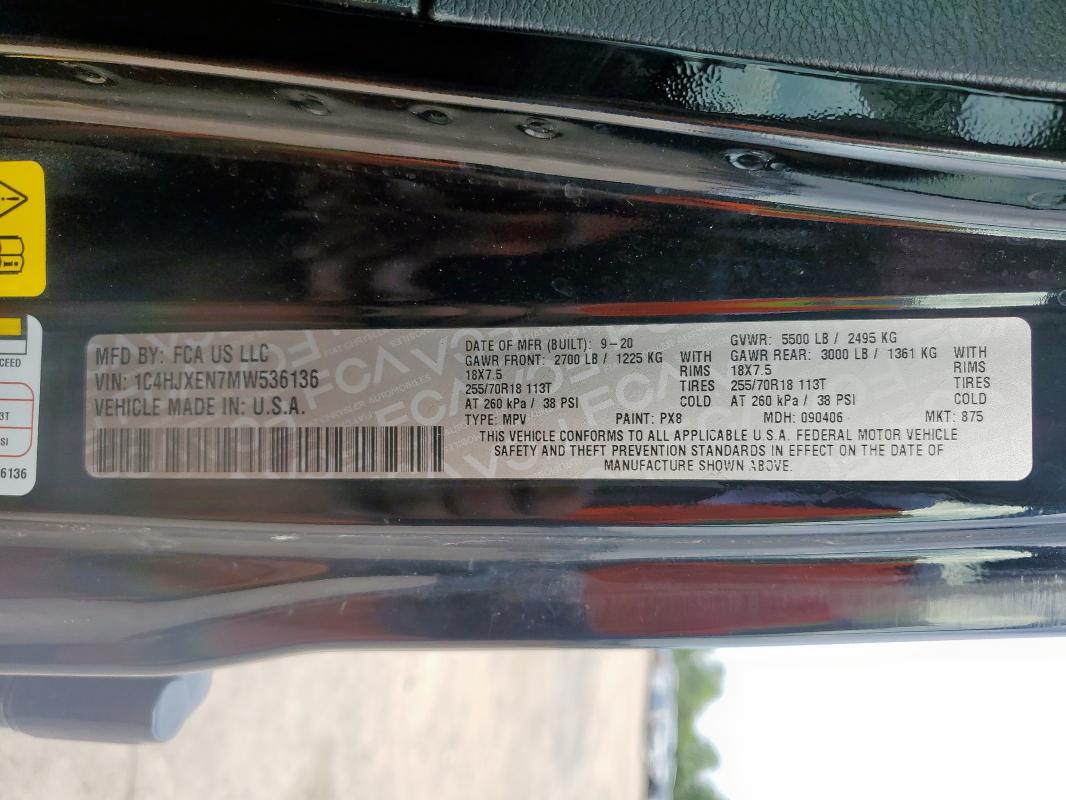 MFD BY: FCA US LLC
VIN: 1C4HJXEN7MW536136
VEHICLE MADE IN: U.S.A.
DATE OF MFR (BUILT): 9-20
GAWR FRONT: 2700 LB / 1225 KG WITH
18X7.5 RIMS
255/70R18 113T TIRES
AT 260 kPa / 38 PSI COLD
GVWR: 5500 LB / 2495 KG
GAWR REAR: 3000 LB / 1361 KG WITH
18X7.5 RIMS
255/70R18 113T TIRES
AT 260 kPa / 38 PSI COLD
TYPE: MPV PAINT: PX8 MDH: 090406 MKT: 875
THIS VEHICLE CONFORMS TO ALL APPLICABLE U.S.A. FEDERAL MOTOR VEHICLE
SAFETY AND THEFT PREVENTION STANDARDS IN EFFECT ON THE DATE OF
MANUFACTURE SHOWN ABOVE.
CEED
3T
SI
6136